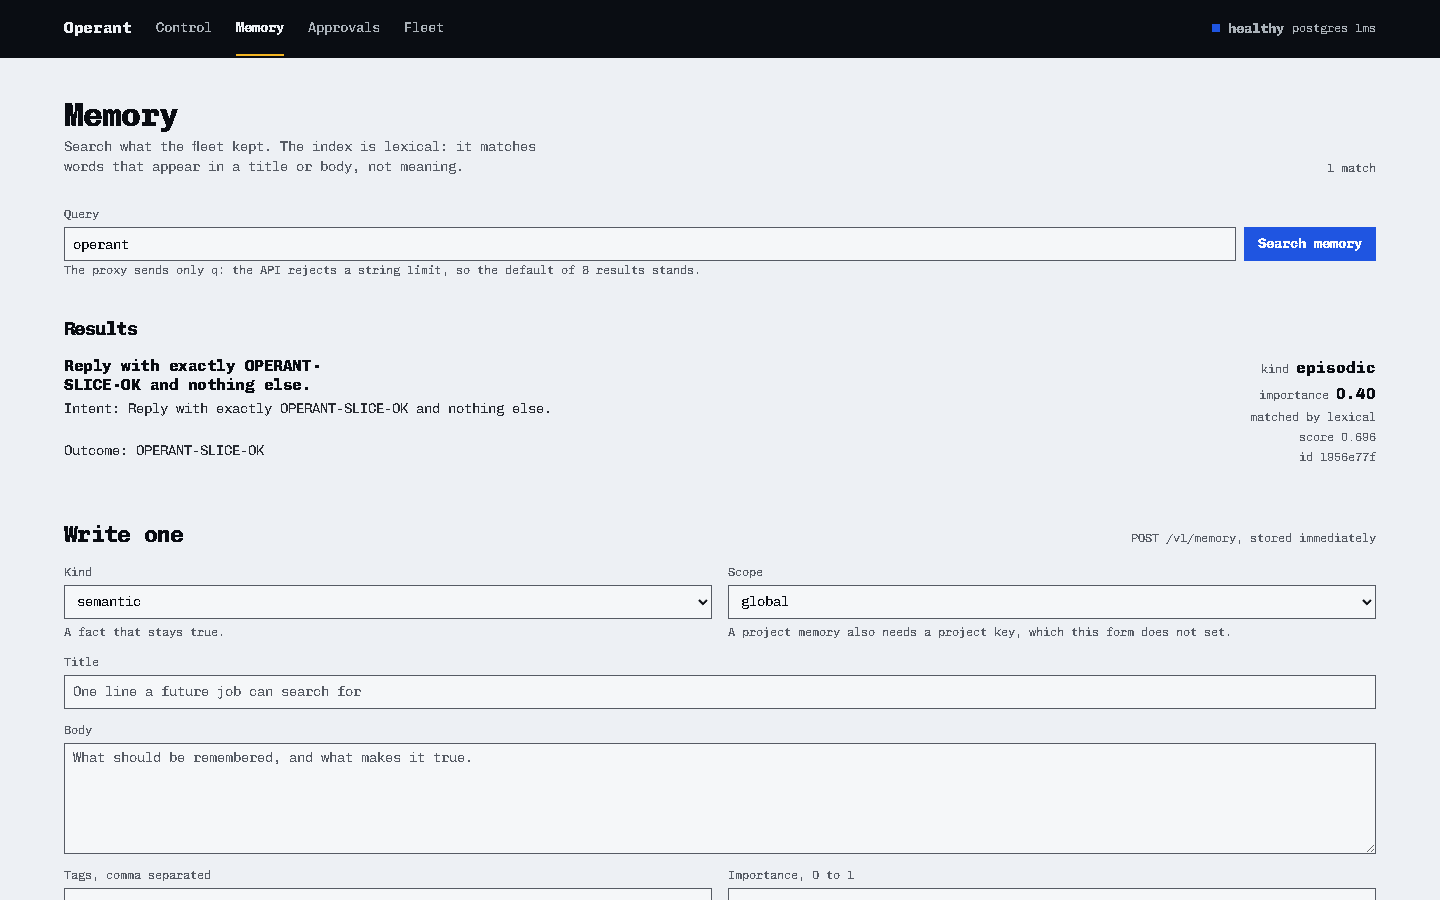 Operant Control Memory Approvals Fleet healthy postgres 1ms
Memory
Search what the fleet kept. The index is lexical: it matches
words that appear in a title or body, not meaning.
1 match
Query
operant
Search memory
The proxy sends only q: the API rejects a string limit, so the default of 8 results stands.
Results
Reply with exactly OPERANT-
SLICE-OK and nothing else.
Intent: Reply with exactly OPERANT-SLICE-OK and nothing else.
Outcome: OPERANT-SLICE-OK
kind episodic
importance 0.40
matched by lexical
score 0.696
id 1956e77f
Write one
POST /v1/memory, stored immediately
Kind
semantic
A fact that stays true.
Scope
global
A project memory also needs a project key, which this form does not set.
Title
One line a future job can search for
Body
What should be remembered, and what makes it true.
Tags, comma separated
Importance, 0 to 1